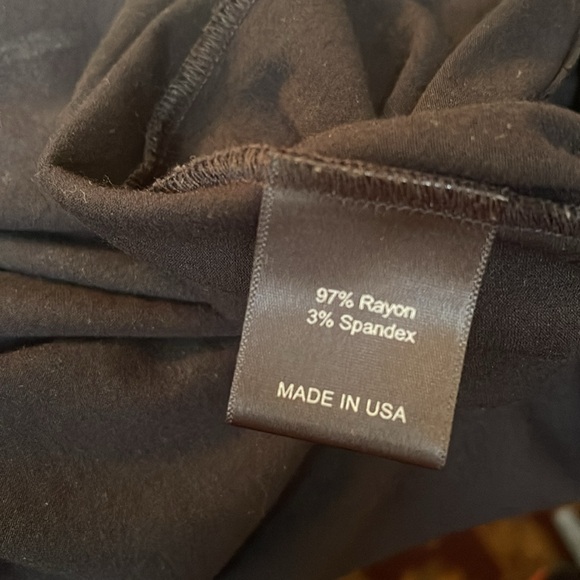 97% Rayon
3% Spandex
MADE IN USA